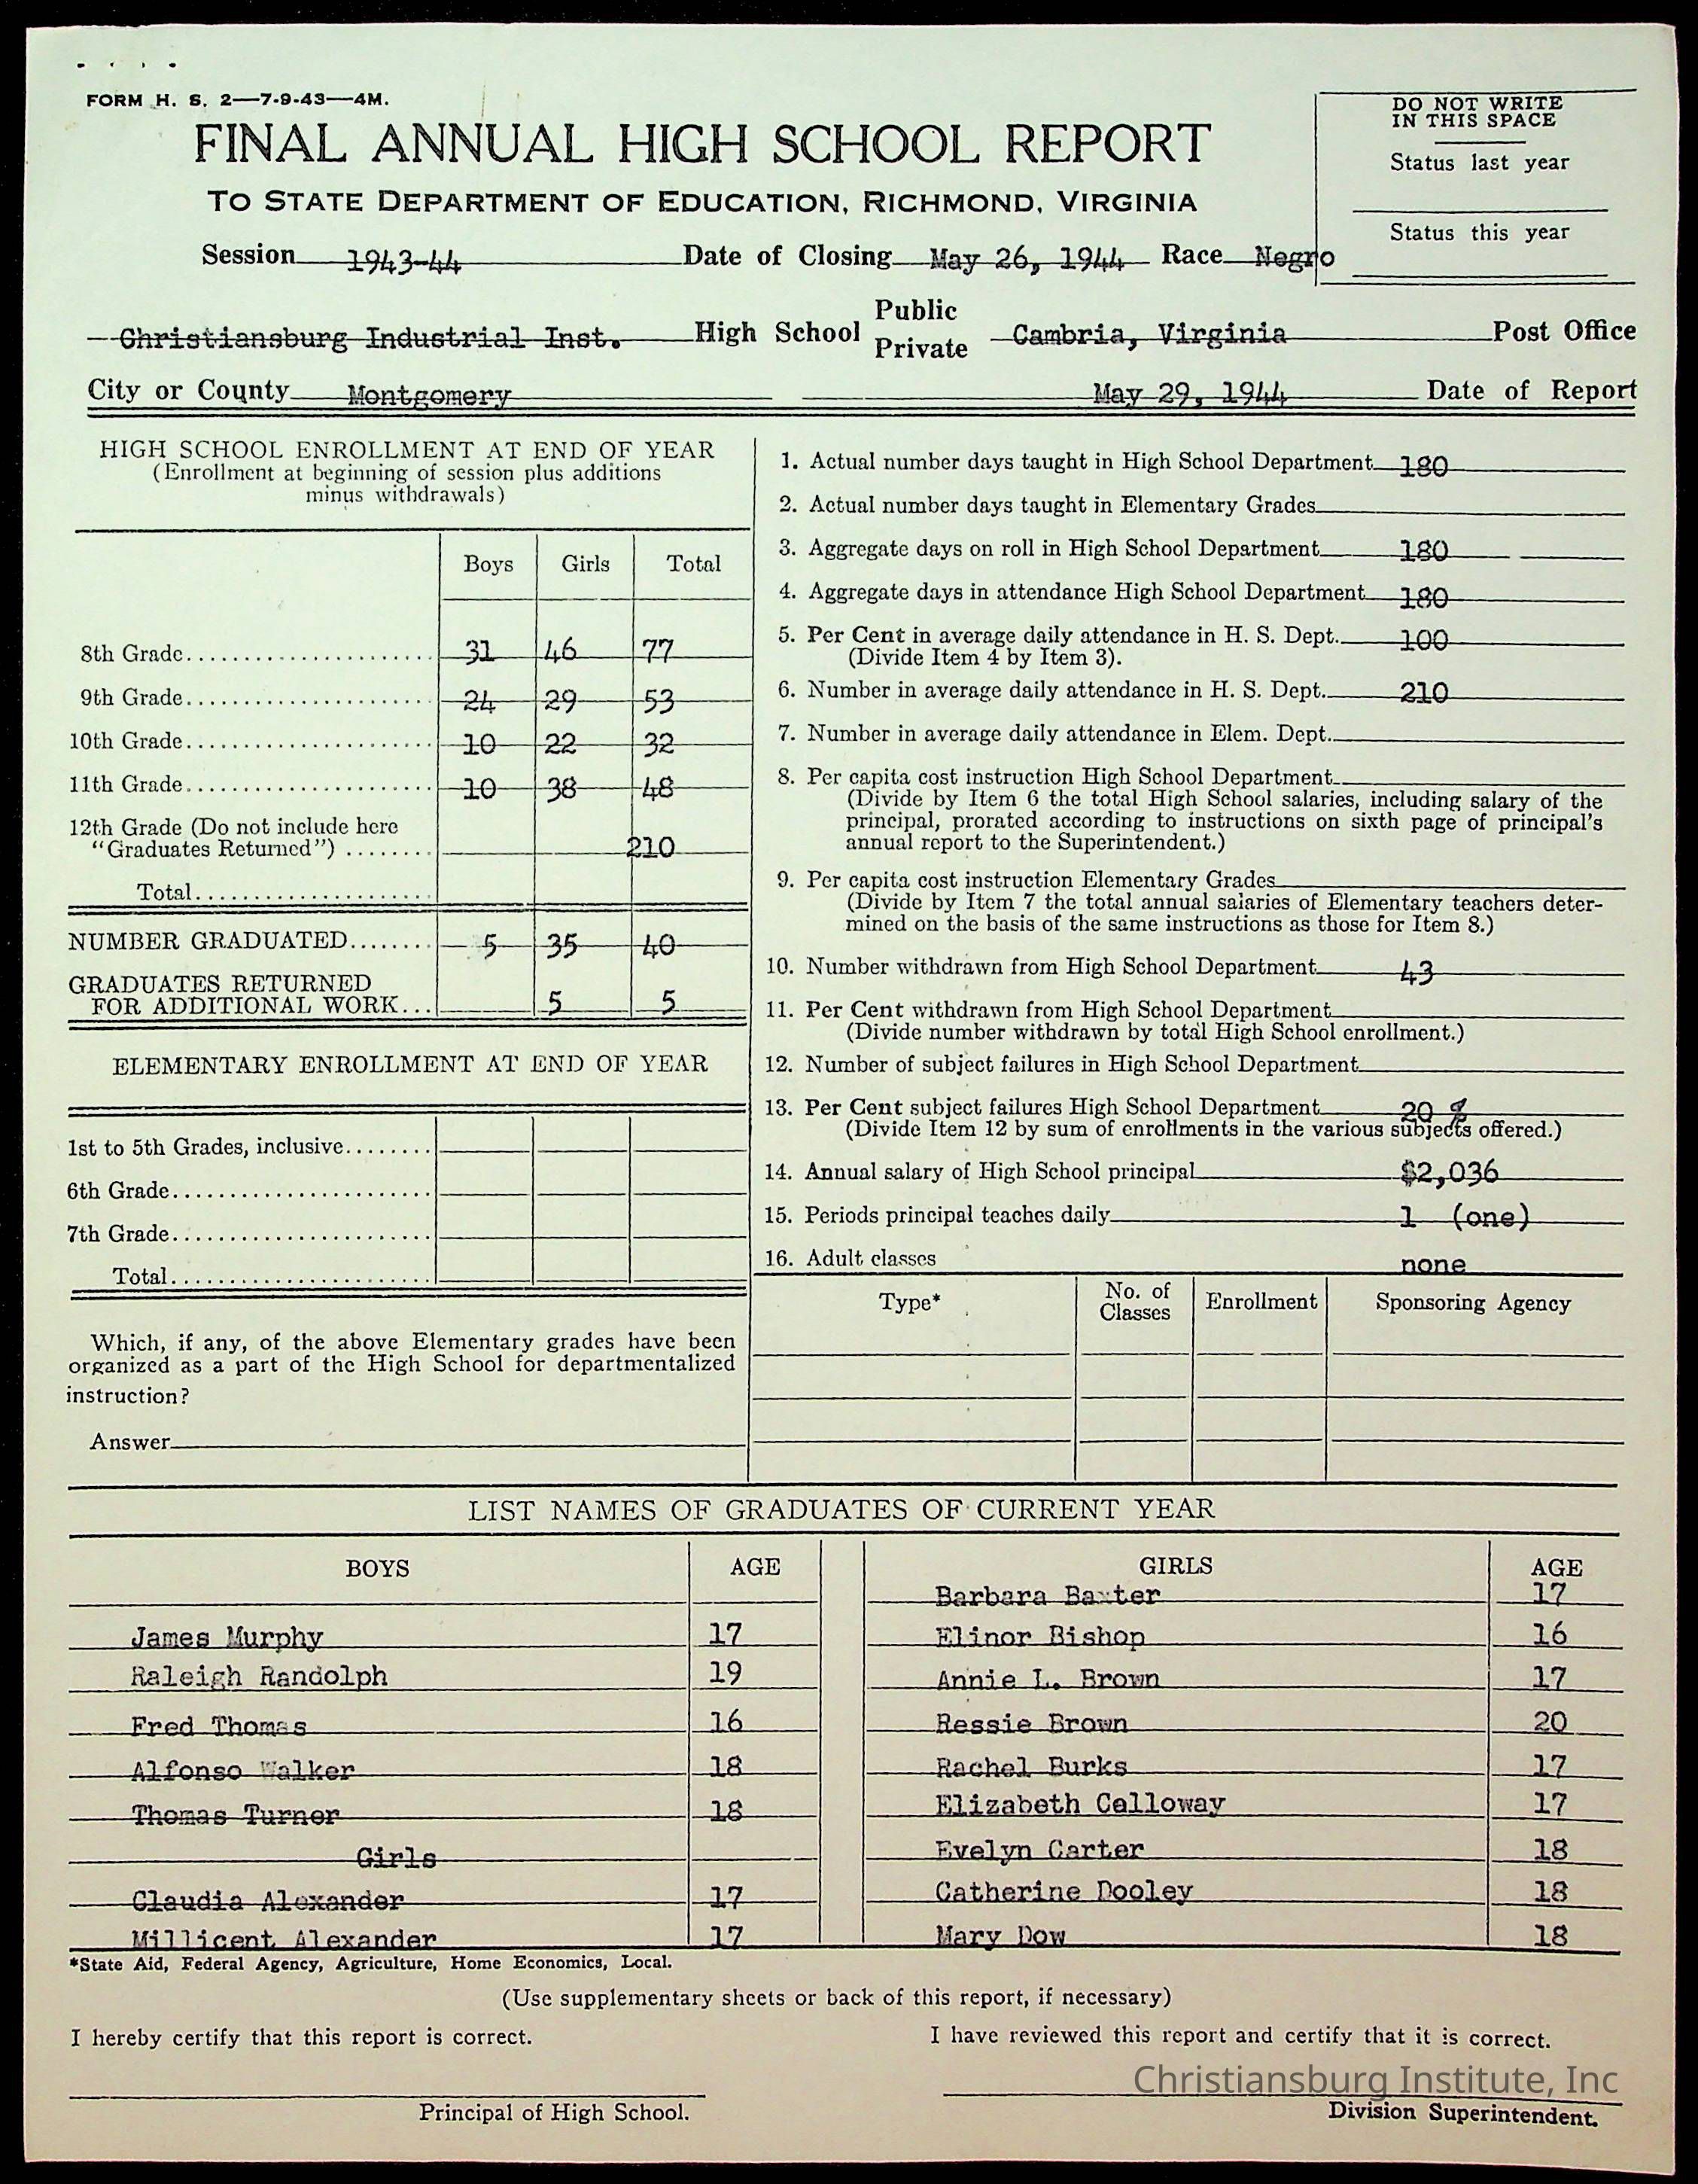 FORM H. S. 2—7-9-43—4M.
DO NOT WRITE
IN THIS SPACE
FINAL ANNUAL HIGH SCHOOL REPORT
Status last year
TO STATE DEPARTMENT OF EDUCATION, RICHMOND, VIRGINIA
Status this year
Session 1943-44 Date of Closing May 26, 1944 Race Negro
Christiansburg Industrial Inst. High School Public Private Cambria, Virginia Post Office
City or County Montgomery May 29, 1944 Date of Report
HIGH SCHOOL ENROLLMENT AT END OF YEAR
(Enrollment at beginning of session plus additions
minus withdrawals)
Boys Girls Total
8th Grade 31 46 77
9th Grade 24 29 53
10th Grade 10 22 32
11th Grade 10 38 48
12th Grade (Do not include here
"Graduates Returned") 210
Total
NUMBER GRADUATED 5 35 40
GRADUATES RETURNED
FOR ADDITIONAL WORK 5 5
ELEMENTARY ENROLLMENT AT END OF YEAR
1st to 5th Grades, inclusive
6th Grade
7th Grade
Total
Which, if any, of the above Elementary grades have been
organized as a part of the High School for departmentalized
instruction?
Answer
1. Actual number days taught in High School Department 180
2. Actual number days taught in Elementary Grades
3. Aggregate days on roll in High School Department 180
4. Aggregate days in attendance High School Department 180
5. Per Cent in average daily attendance in H. S. Dept. 100
(Divide Item 4 by Item 3).
6. Number in average daily attendance in H. S. Dept. 210
7. Number in average daily attendance in Elem. Dept.
8. Per capita cost instruction High School Department
(Divide by Item 6 the total High School salaries, including salary of the
principal, prorated according to instructions on sixth page of principal's
annual report to the Superintendent.)
9. Per capita cost instruction Elementary Grades
(Divide by Item 7 the total annual salaries of Elementary teachers deter-
mined on the basis of the same instructions as those for Item 8.)
10. Number withdrawn from High School Department 43
11. Per Cent withdrawn from High School Department
(Divide number withdrawn by total High School enrollment.)
12. Number of subject failures in High School Department
13. Per Cent subject failures High School Department 20 %
(Divide Item 12 by sum of enrollments in the various subjects offered.)
14. Annual salary of High School principal $2,036
15. Periods principal teaches daily 1 (one)
16. Adult classes none
Type* No. of Classes Enrollment Sponsoring Agency
LIST NAMES OF GRADUATES OF CURRENT YEAR
BOYS AGE GIRLS AGE
Barbara Baxter 17
James Murphy 17 Elinor Bishop 16
Raleigh Randolph 19 Annie L. Brown 17
Fred Thomas 16 Bessie Brown 20
Alfonso Walker 18 Rachel Burks 17
Thomas Turner 18 Elizabeth Calloway 17
Girls Evelyn Carter 18
Claudia Alexander 17 Catherine Dooley 18
Millicent Alexander 17 Mary Dow 18
*State Aid, Federal Agency, Agriculture, Home Economics, Local.
(Use supplementary sheets or back of this report, if necessary)
I hereby certify that this report is correct. I have reviewed this report and certify that it is correct.
Christiansburg Institute, Inc
Principal of High School. Division Superintendent.